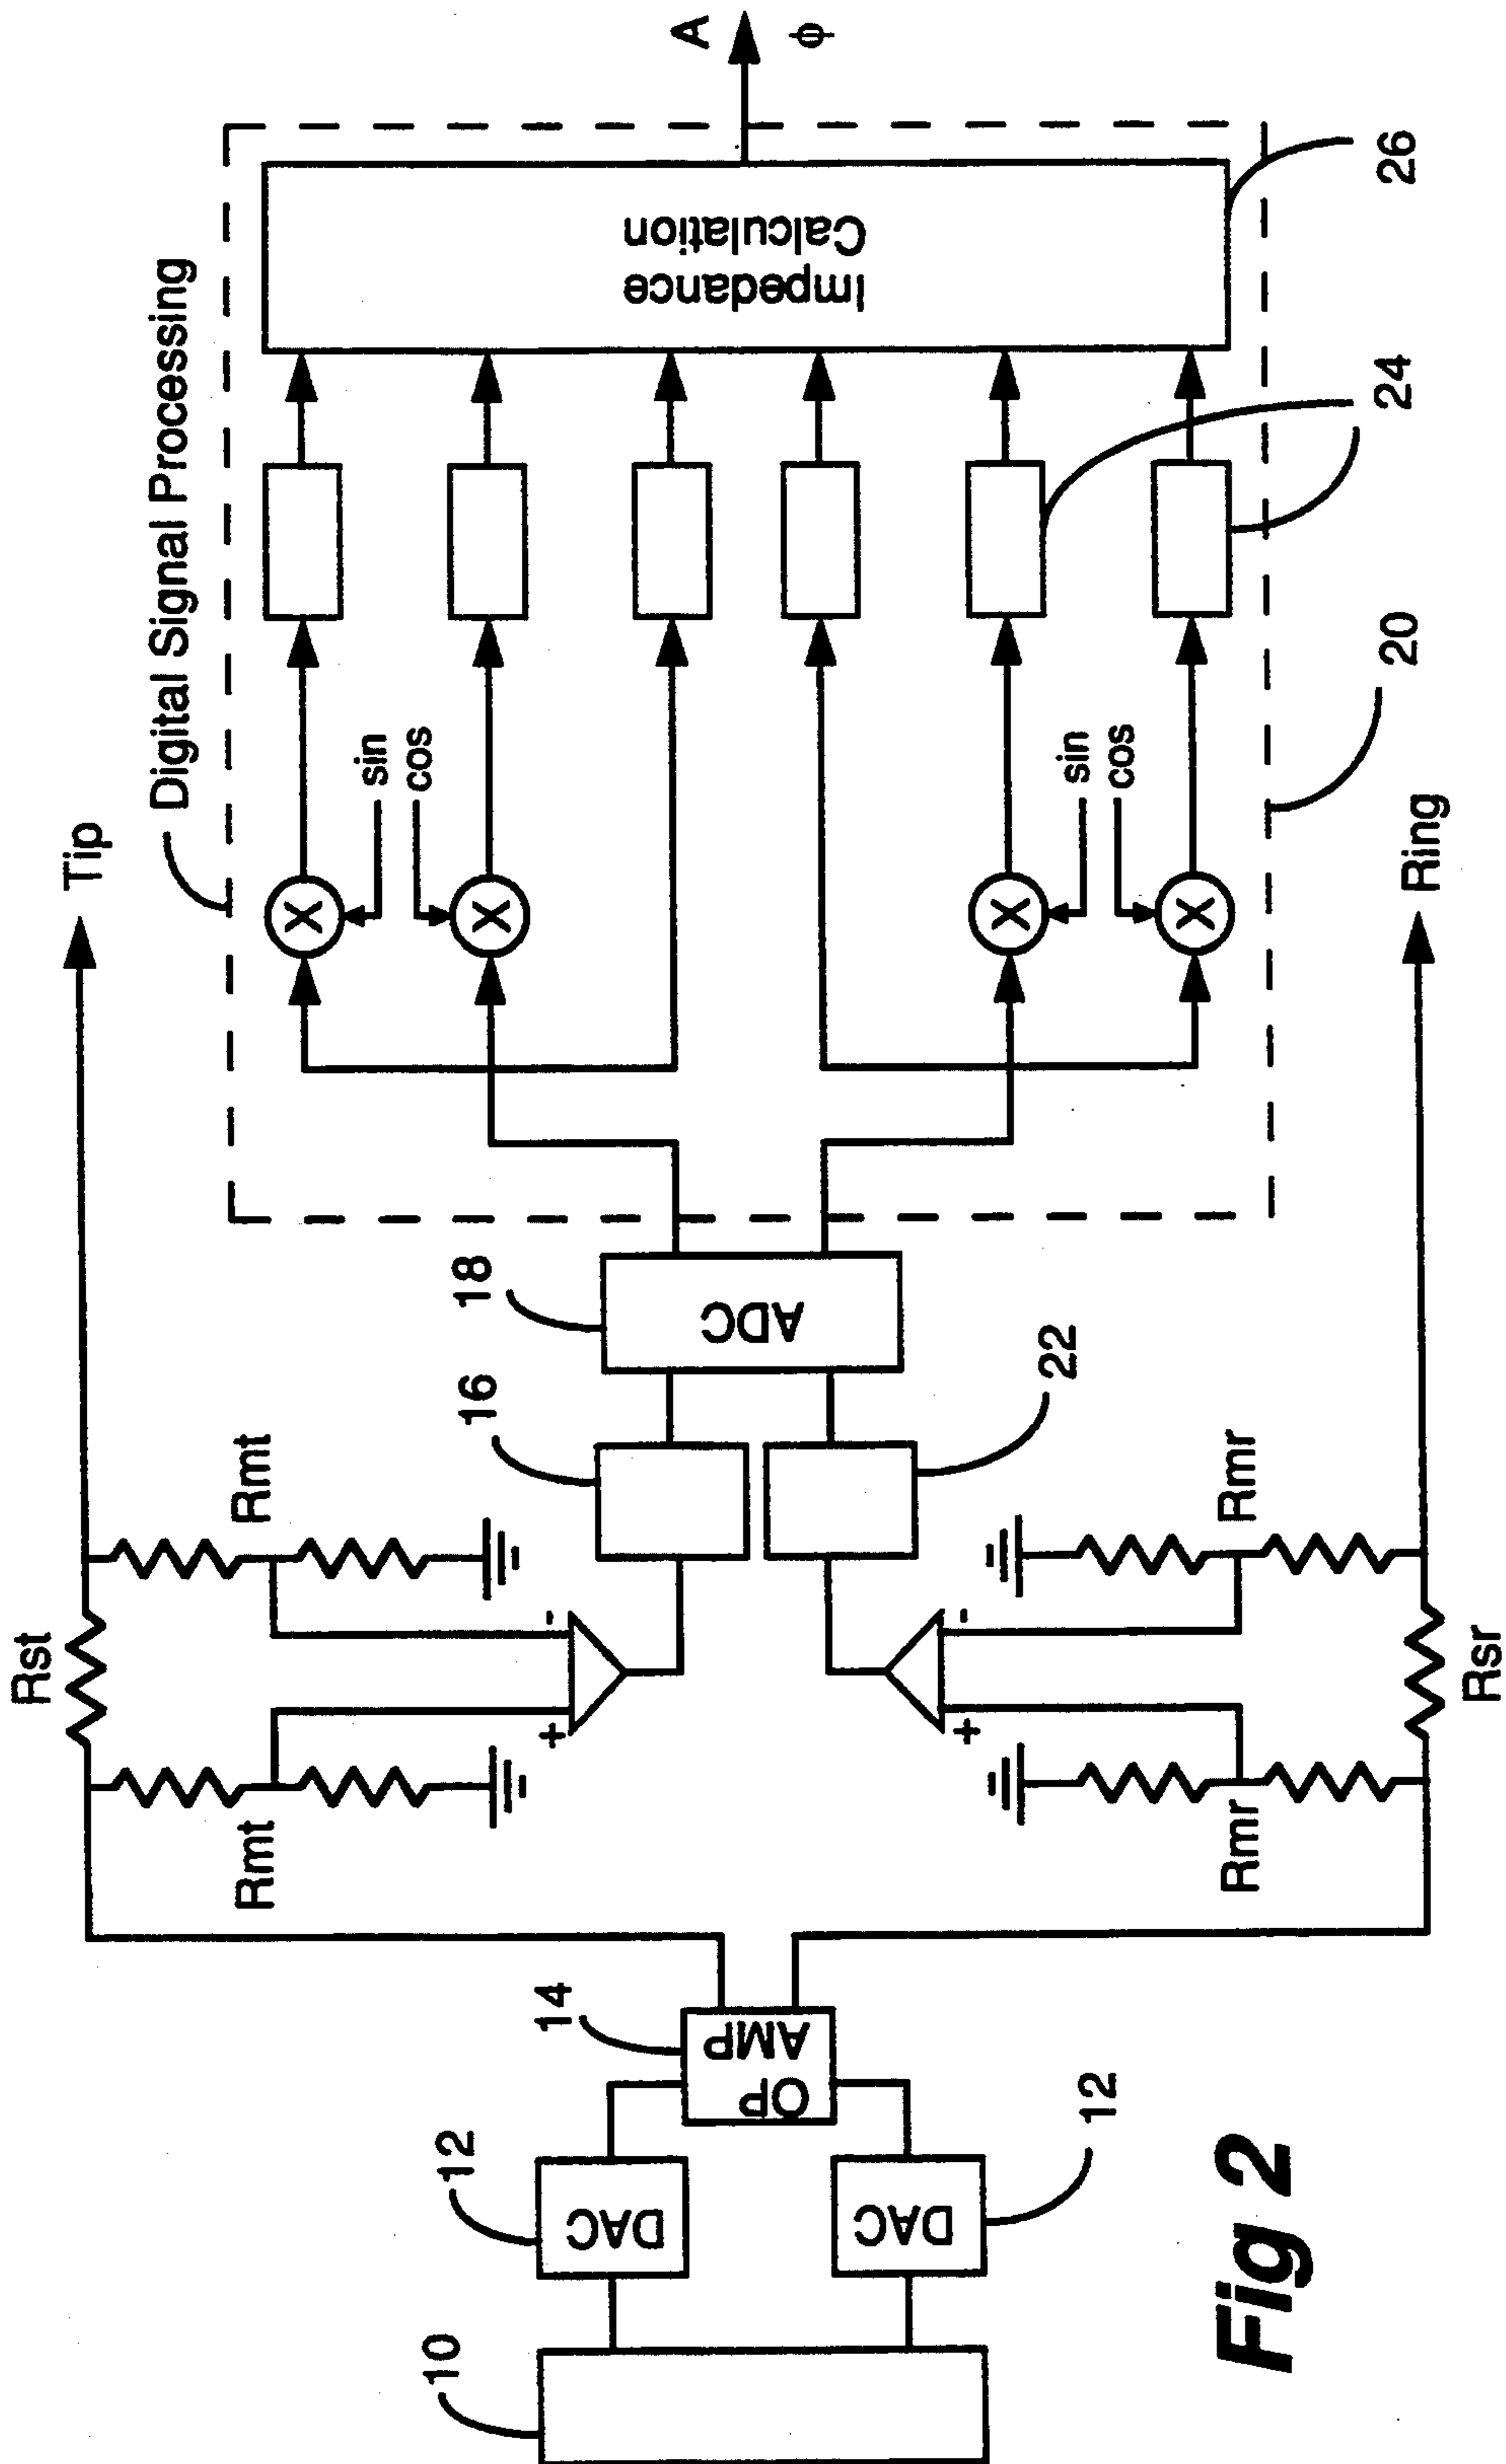 Tip
Digital Signal Processing
A
ϕ
Rst
Rmt
Rmt
+
-
16
18
ADC
X
sin
cos
X
Impedance
Calculation
10
12
DAC
14
OP
AMP
DAC
12
22
X
sin
cos
X
24
26
20
+
-
Rmr
Rmr
Rsr
Ring
Fig 2